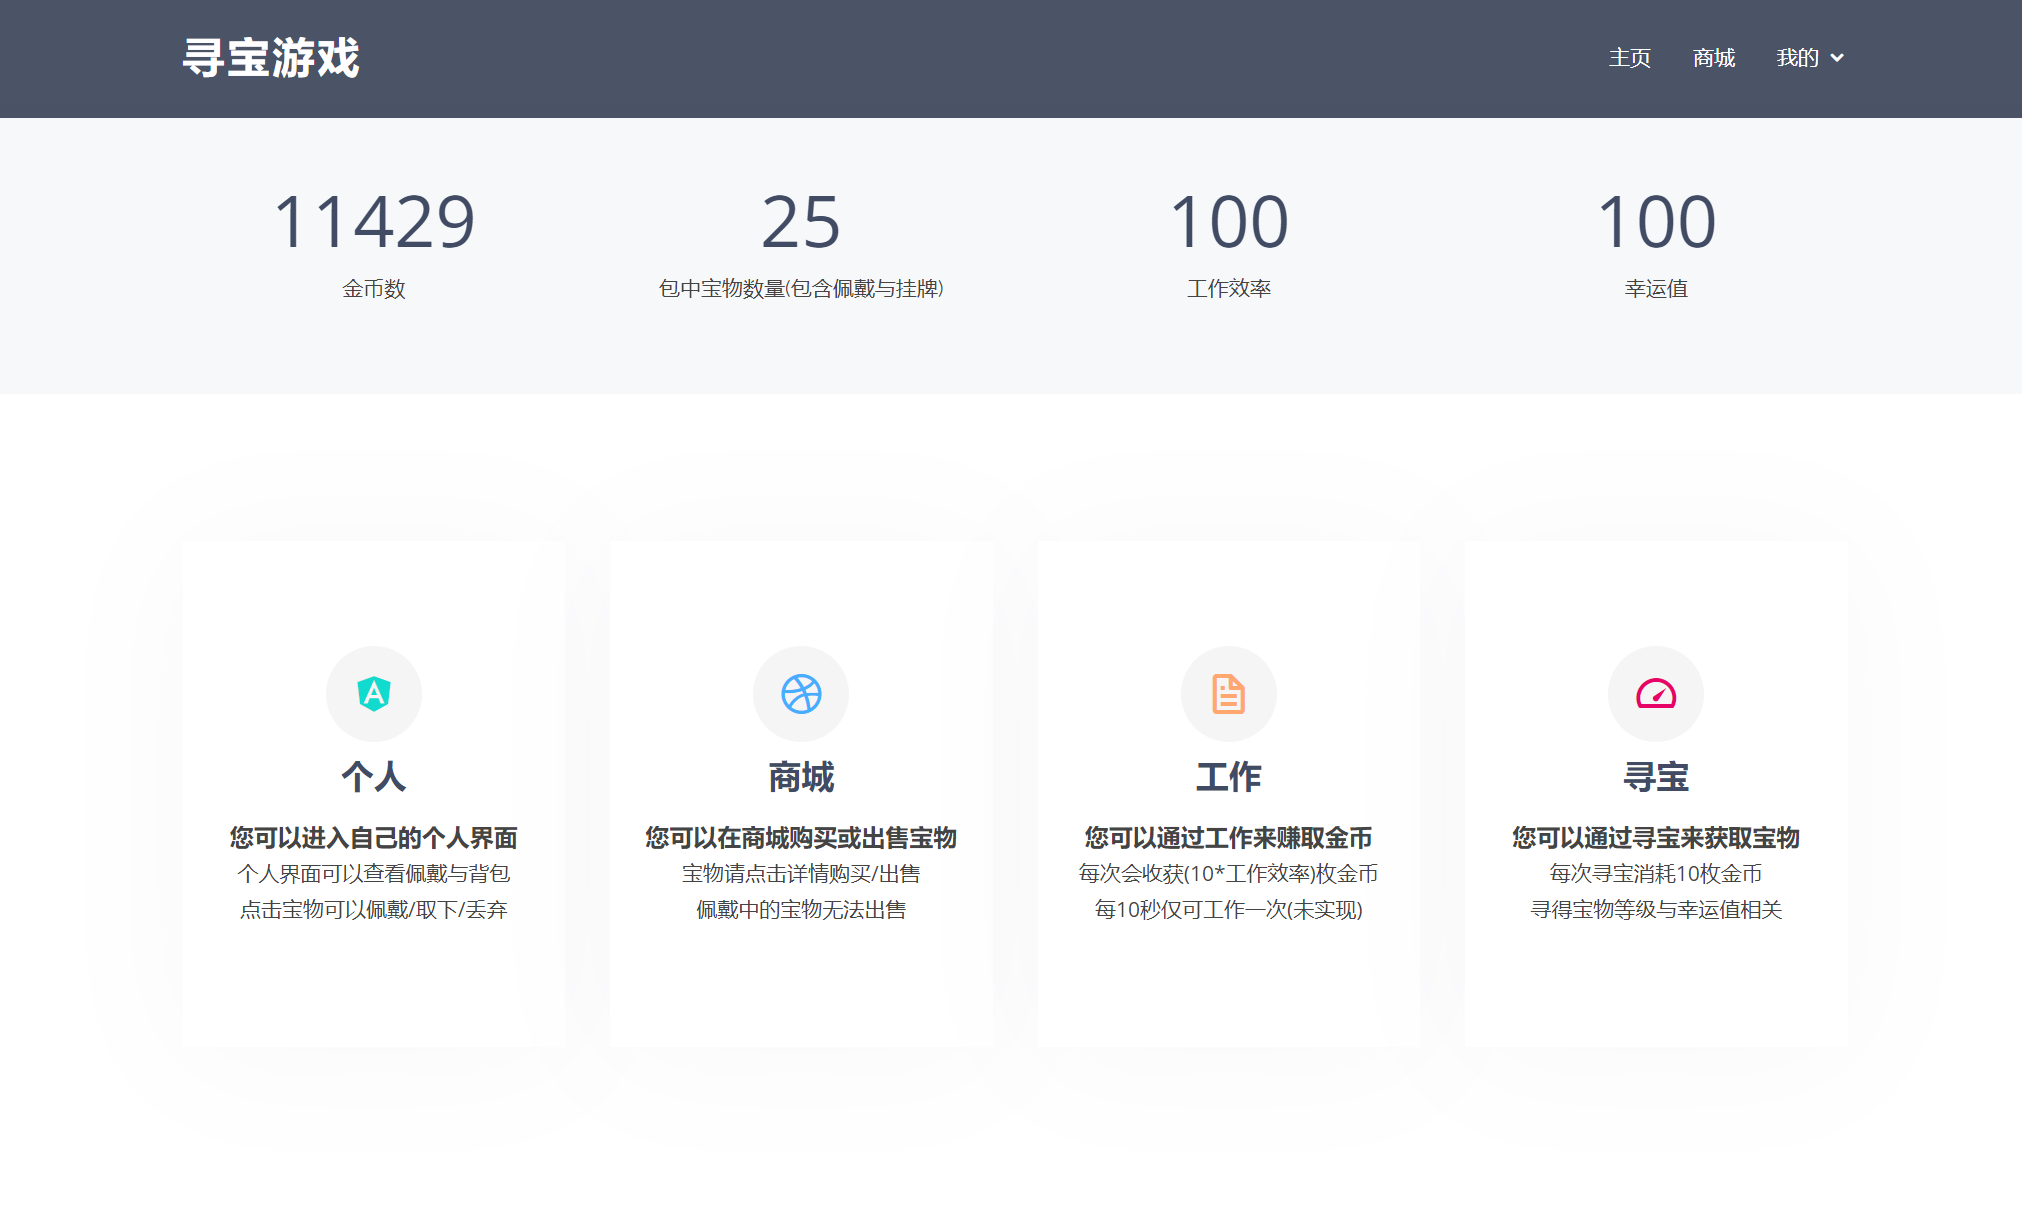 寻宝游戏
主页 商城 我的
11429 25 100 100
金币数 包中宝物数量(包含佩戴与挂牌) 工作效率 幸运值
个人
您可以进入自己的个人界面
个人界面可以查看佩戴与背包
点击宝物可以佩戴/取下/丢弃
商城
您可以在商城购买或出售宝物
宝物请点击详情购买/出售
佩戴中的宝物无法出售
工作
您可以通过工作来赚取金币
每次会收获(10*工作效率)枚金币
每10秒仅可工作一次(未实现)
寻宝
您可以通过寻宝来获取宝物
每次寻宝消耗10枚金币
寻得宝物等级与幸运值相关